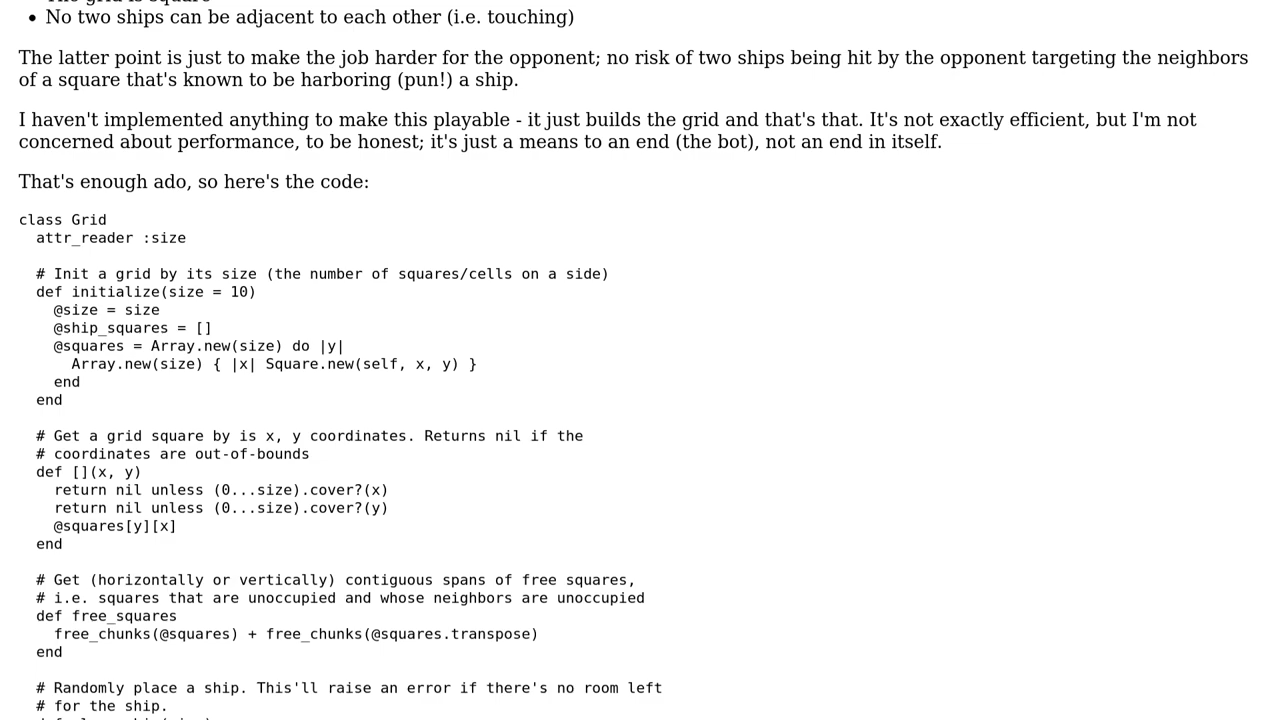 The grid is square
• No two ships can be adjacent to each other (i.e. touching)
The latter point is just to make the job harder for the opponent; no risk of two ships being hit by the opponent targeting the neighbors
of a square that's known to be harboring (pun!) a ship.
I haven't implemented anything to make this playable - it just builds the grid and that's that. It's not exactly efficient, but I'm not
concerned about performance, to be honest; it's just a means to an end (the bot), not an end in itself.
That's enough ado, so here's the code:
class Grid
  attr_reader :size

  # Init a grid by its size (the number of squares/cells on a side)
  def initialize(size = 10)
    @size = size
    @ship_squares = []
    @squares = Array.new(size) do |y|
      Array.new(size) { |x| Square.new(self, x, y) }
    end
  end

  # Get a grid square by is x, y coordinates. Returns nil if the
  # coordinates are out-of-bounds
  def [](x, y)
    return nil unless (0...size).cover?(x)
    return nil unless (0...size).cover?(y)
    @squares[y][x]
  end

  # Get (horizontally or vertically) contiguous spans of free squares,
  # i.e. squares that are unoccupied and whose neighbors are unoccupied
  def free_squares
    free_chunks(@squares) + free_chunks(@squares.transpose)
  end

  # Randomly place a ship. This'll raise an error if there's no room left
  # for the ship.